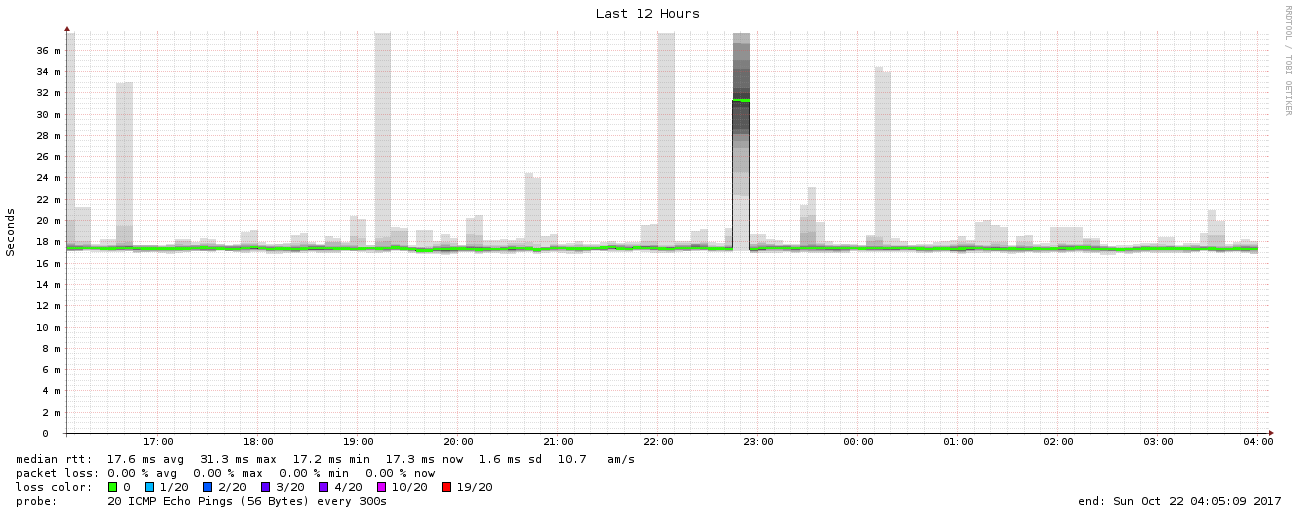 Last 12 Hours
RRDTOOL / TOBI OETIKER
Seconds
36 m
34 m
32 m
30 m
28 m
26 m
24 m
22 m
20 m
18 m
16 m
14 m
12 m
10 m
8 m
6 m
4 m
2 m
0
17:00 18:00 19:00 20:00 21:00 22:00 23:00 00:00 01:00 02:00 03:00 04:00
median rtt: 17.6 ms avg 31.3 ms max 17.2 ms min 17.3 ms now 1.6 ms sd 10.7 am/s
packet loss: 0.00 % avg 0.00 % max 0.00 % min 0.00 % now
loss color: 0 1/20 2/20 3/20 4/20 10/20 19/20
probe: 20 ICMP Echo Pings (56 Bytes) every 300s end: Sun Oct 22 04:05:09 2017